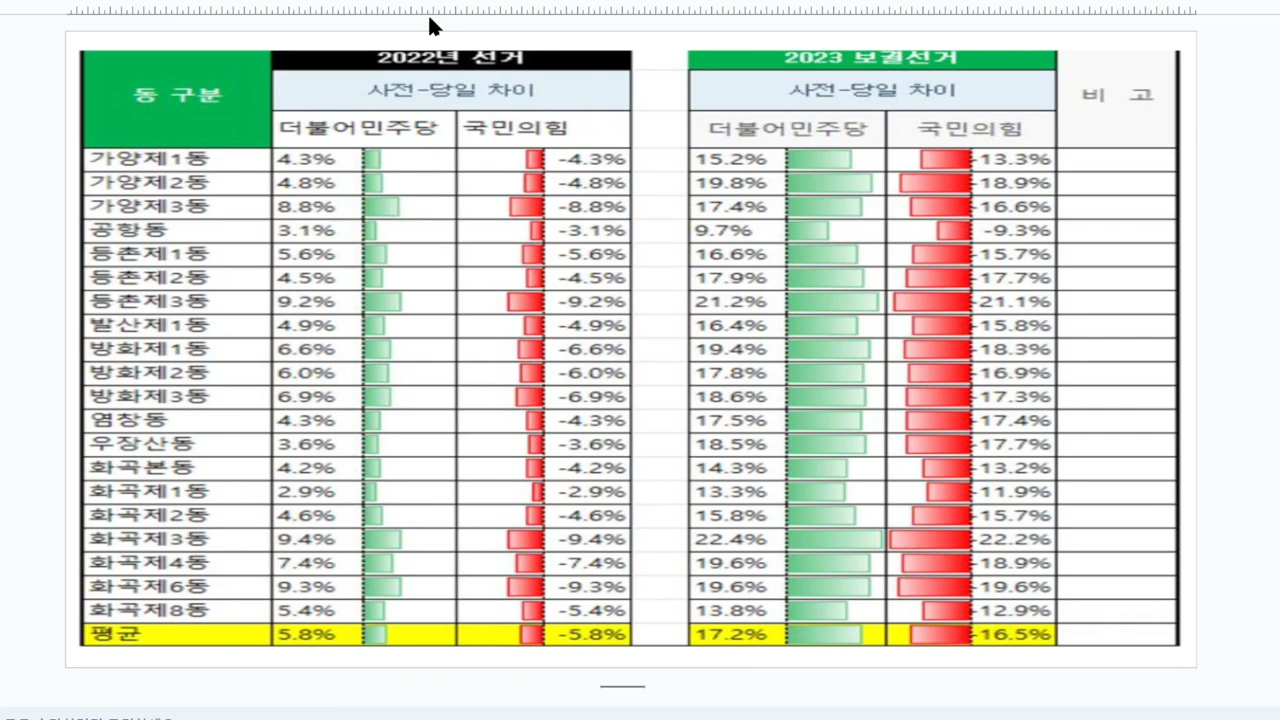 2022년 선거 2023 보궐선거
동 구분 사전-당일 차이 사전-당일 차이 비 고
더불어민주당 국민의힘 더불어민주당 국민의힘
가양제1동 4.3% -4.3% 15.2% -13.3%
가양제2동 4.8% -4.8% 19.8% -18.9%
가양제3동 8.8% -8.8% 17.4% -16.6%
공항동 3.1% -3.1% 9.7% -9.3%
등촌제1동 5.6% -5.6% 16.6% -15.7%
등촌제2동 4.5% -4.5% 17.9% -17.7%
등촌제3동 9.2% -9.2% 21.2% -21.1%
발산제1동 4.9% -4.9% 16.4% -15.8%
방화제1동 6.6% -6.6% 19.4% -18.3%
방화제2동 6.0% -6.0% 17.8% -16.9%
방화제3동 6.9% -6.9% 18.6% -17.3%
염창동 4.3% -4.3% 17.5% -17.4%
우장산동 3.6% -3.6% 18.5% -17.7%
화곡본동 4.2% -4.2% 14.3% -13.2%
화곡제1동 2.9% -2.9% 13.3% -11.9%
화곡제2동 4.6% -4.6% 15.8% -15.7%
화곡제3동 9.4% -9.4% 22.4% -22.2%
화곡제4동 7.4% -7.4% 19.6% -18.9%
화곡제6동 9.3% -9.3% 19.6% -19.6%
화곡제8동 5.4% -5.4% 13.8% -12.9%
평균 5.8% -5.8% 17.2% -16.5%